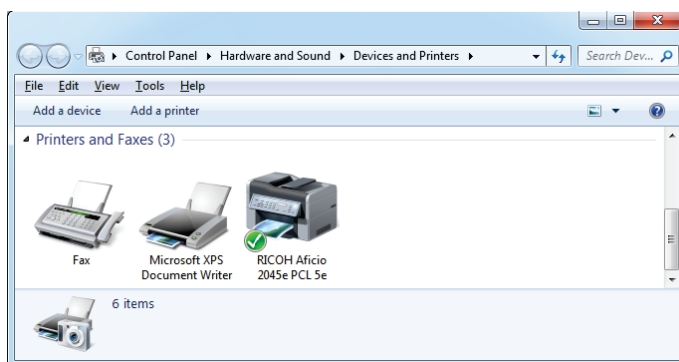 Control Panel Hardware and Sound Devices and Printers Search Dev...
File Edit View Tools Help
Add a device Add a printer
Printers and Faxes (3)
Fax Microsoft XPS RICOH Aficio
Document Writer 2045e PCL 5e
6 items